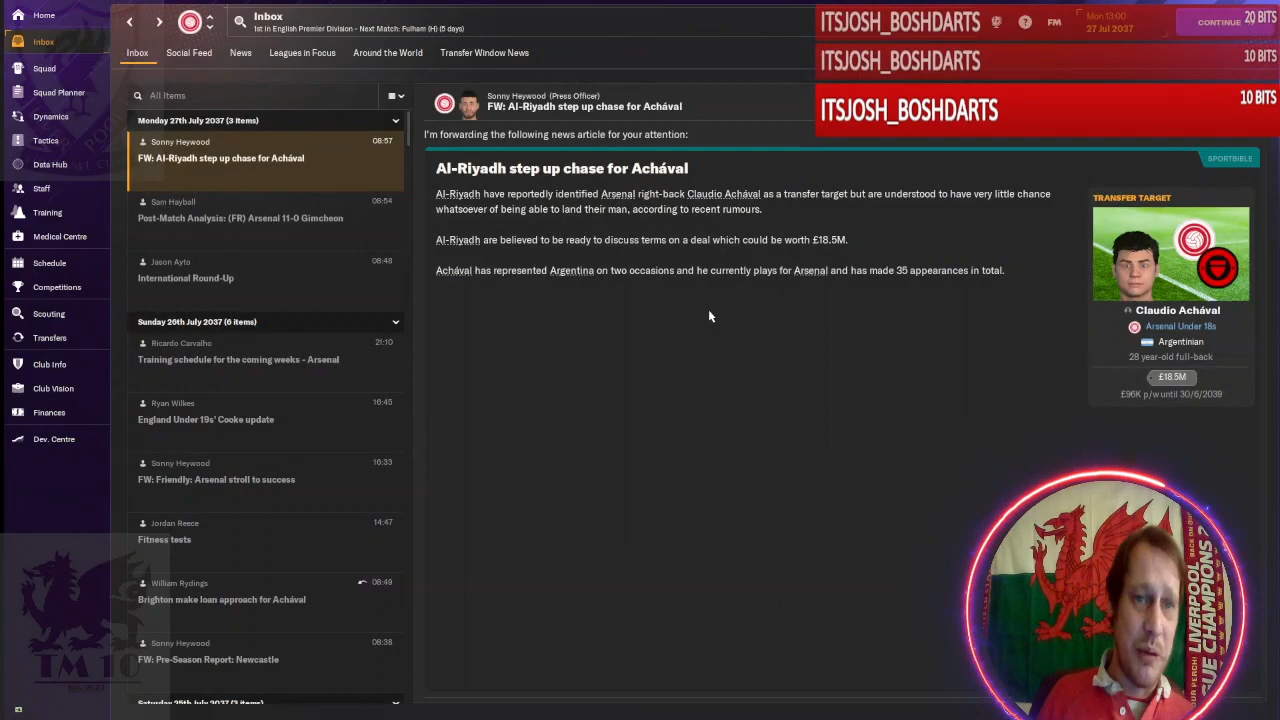 Home
Inbox
Squad
Squad Planner
Dynamics
Tactics
Data Hub
Staff
Training
Medical Centre
Schedule
Competitions
Scouting
Transfers
Club Info
Club Vision
Finances
Dev. Centre
Inbox
1st in English Premier Division - Next Match: Fulham (H) (5 days)
FM
Mon 13:00
27 Jul 2037
CONTINUE
ITSJOSH_BOSHDARTS
20 BITS
ITSJOSH_BOSHDARTS
10 BITS
ITSJOSH_BOSHDARTS
10 BITS
Inbox
Social Feed
News
Leagues in Focus
Around the World
Transfer Window News
All Items
Monday 27th July 2037 (3 items)
Sonny Heywood
08:57
FW: Al-Riyadh step up chase for Achával
Sam Hayball
08:54
Post-Match Analysis: (FR) Arsenal 11-0 Gimcheon
Jason Ayto
08:48
International Round-Up
Sunday 26th July 2037 (6 items)
Ricardo Carvalho
21:10
Training schedule for the coming weeks - Arsenal
Ryan Wilkes
16:45
England Under 19s' Cooke update
Sonny Heywood
16:33
FW: Friendly: Arsenal stroll to success
Jordan Reece
14:47
Fitness tests
William Rydings
08:49
Brighton make loan approach for Achával
Sonny Heywood
08:38
FW: Pre-Season Report: Newcastle
Saturday 25th July 2037 (3 items)
Sonny Heywood (Press Officer)
FW: Al-Riyadh step up chase for Achával
I'm forwarding the following news article for your attention:
Al-Riyadh step up chase for Achával
SPORTBIBLE
Al-Riyadh have reportedly identified Arsenal right-back Claudio Achával as a transfer target but are understood to have very little chance
whatsoever of being able to land their man, according to recent rumours.
Al-Riyadh are believed to be ready to discuss terms on a deal which could be worth £18.5M.
Achával has represented Argentina on two occasions and he currently plays for Arsenal and has made 35 appearances in total.
TRANSFER TARGET
Claudio Achával
Arsenal Under 18s
Argentinian
28 year-old full-back
£18.5M
£96K p/w until 30/6/2039
TM 10
LIVERPOOL